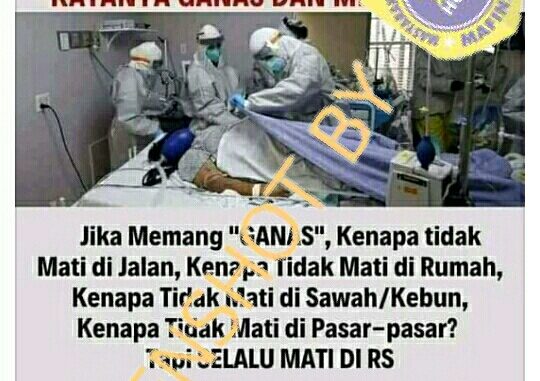 KATANYA GANAS DAN
Jika Memang "GANAS", Kenapa tidak
Mati di Jalan, Kenapa Tidak Mati di Rumah,
Kenapa Tidak Mati di Sawah/Kebun,
Kenapa Tidak Mati di Pasar-pasar?
Tapi SELALU MATI DI RS
ENSHOT BY